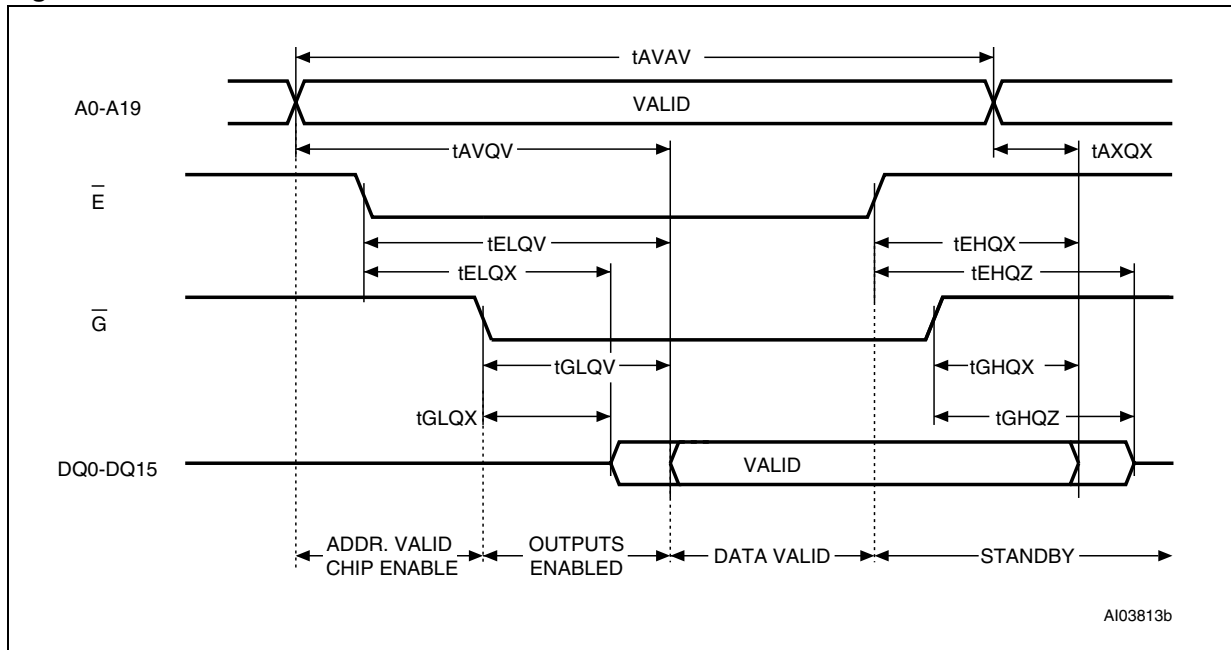 tAVAV
A0-A19
VALID
tAVQV
tAXQX
E
tELQV
tEHQX
tELQX
tEHQZ
G
tGLQV
tGHQX
tGLQX
tGHQZ
DQ0-DQ15
VALID
ADDR. VALID
CHIP ENABLE
OUTPUTS
ENABLED
DATA VALID
STANDBY
AI03813b